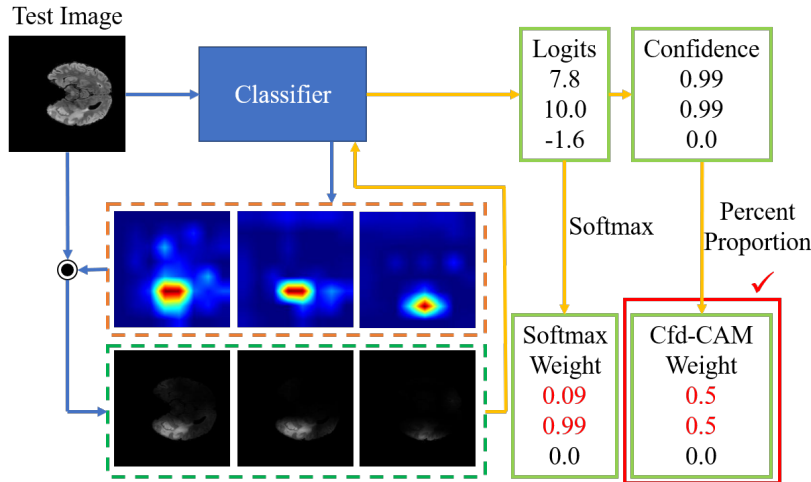 Test Image
Classifier
Logits
7.8
10.0
-1.6
Confidence
0.99
0.99
0.0
Softmax
Percent
Proportion
Softmax
Weight
0.09
0.99
0.0
Cfd-CAM
Weight
0.5
0.5
0.0